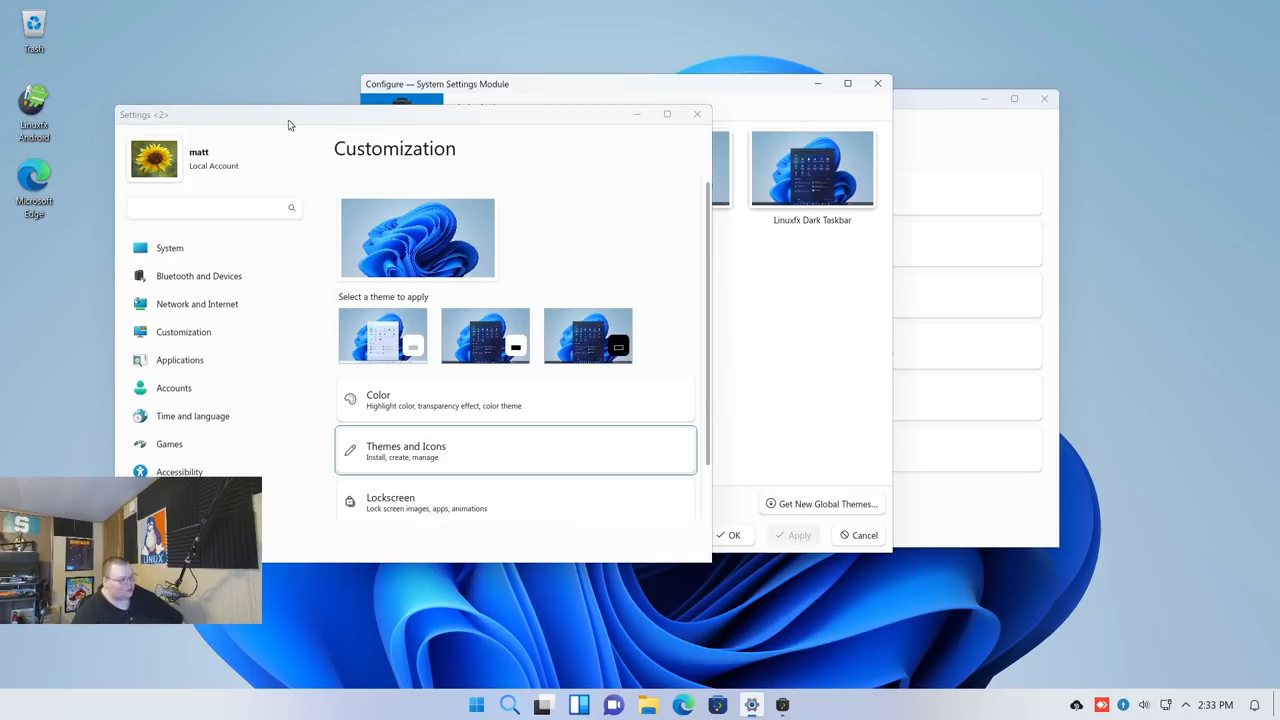 Trash
Linuxfx
Android
Microsoft
Edge
Configure — System Settings Module
Linuxfx Dark Taskbar
Get New Global Themes...
OK
Apply
Cancel
Settings <2>
matt
Local Account
System
Bluetooth and Devices
Network and Internet
Customization
Applications
Accounts
Time and language
Games
Accessibility
Customization
Select a theme to apply
Color
Highlight color, transparency effect, color theme
Themes and Icons
Install, create, manage
Lockscreen
Lock screen images, apps, animations
LINUX
2:33 PM